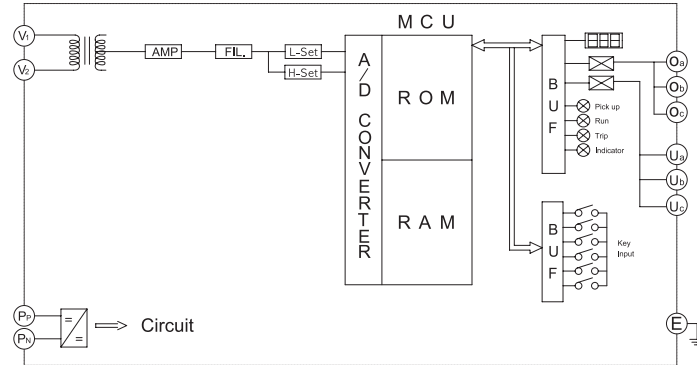 M C U
V1
V2
AMP
FIL.
L-Set
H-Set
A/D CONVERTER
ROM
RAM
BUF
Pick up
Run
Trip
Indicator
Oa
Ob
Oc
Ua
Ub
Uc
BUF
Key
Input
PP
PN
=
=
Circuit
E